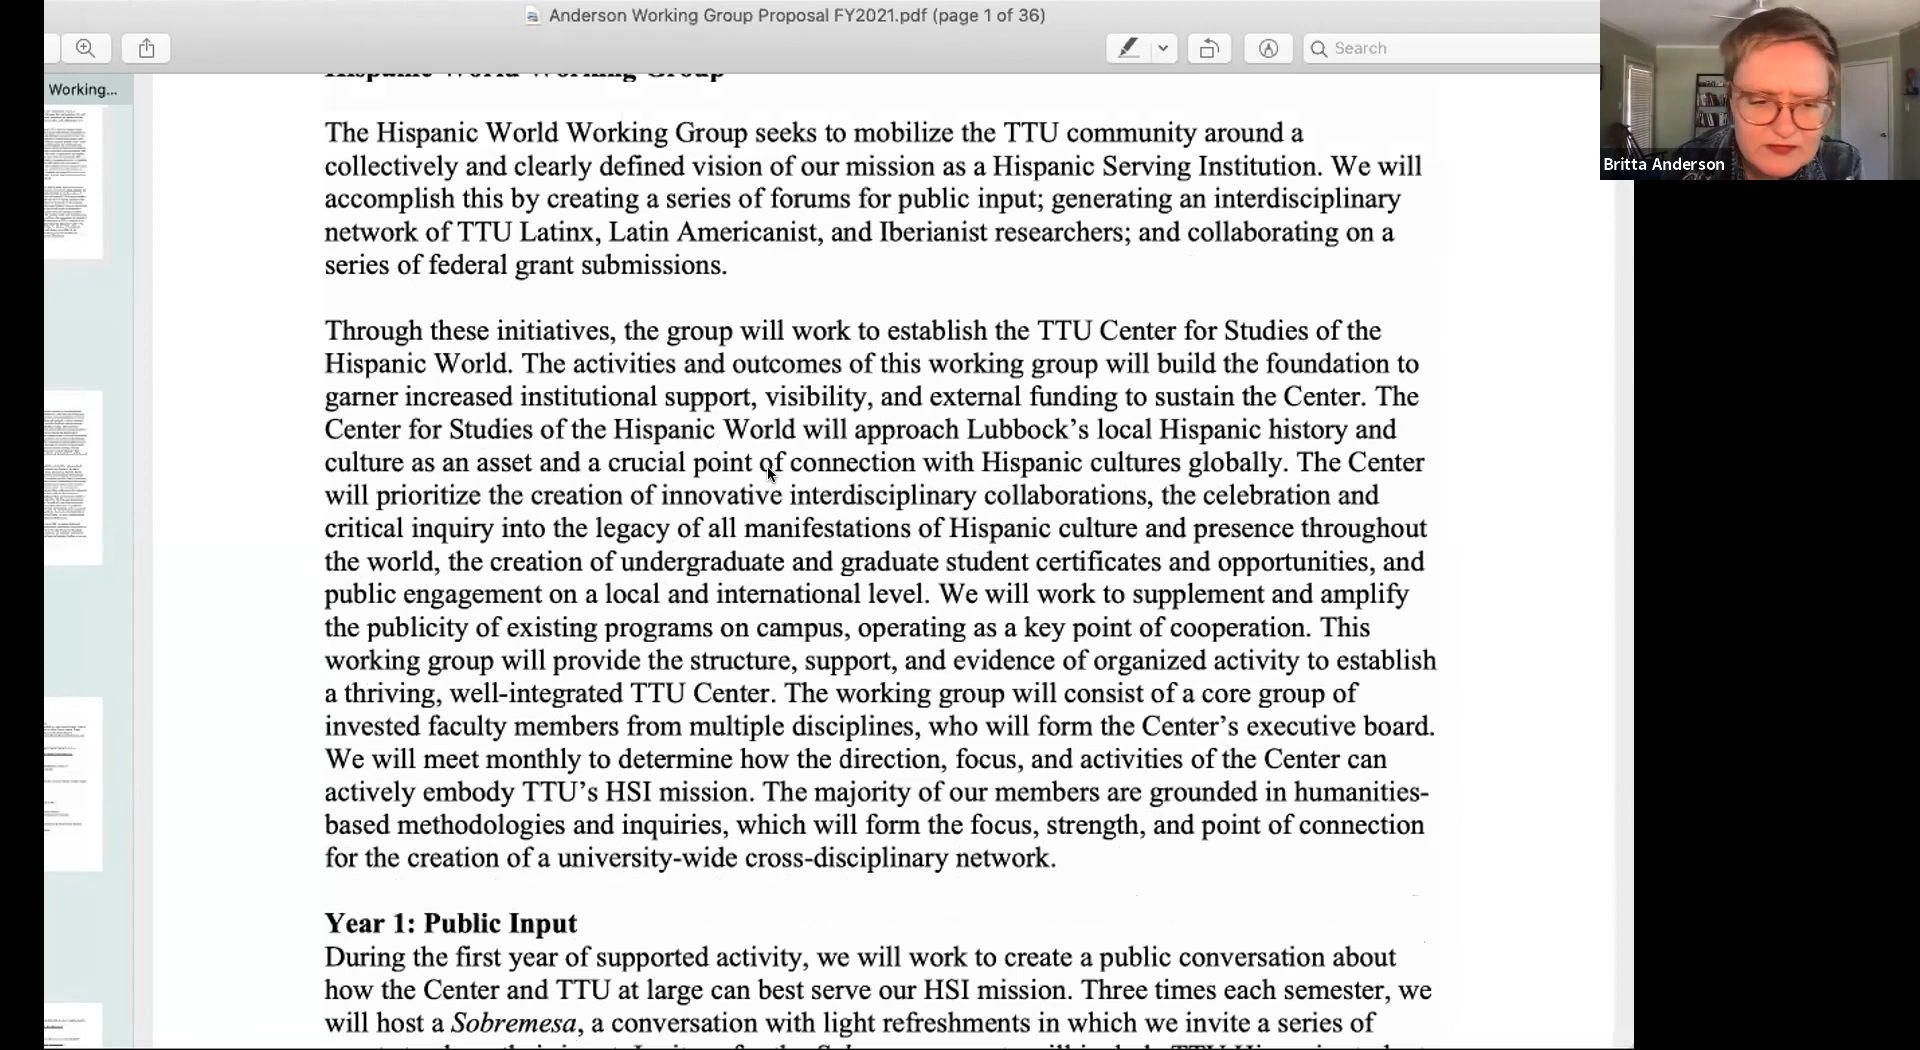 Anderson Working Group Proposal FY2021.pdf (page 1 of 36)
Search
Working...
Britta Anderson
Hispanic World Working Group
The Hispanic World Working Group seeks to mobilize the TTU community around a
collectively and clearly defined vision of our mission as a Hispanic Serving Institution. We will
accomplish this by creating a series of forums for public input; generating an interdisciplinary
network of TTU Latinx, Latin Americanist, and Iberianist researchers; and collaborating on a
series of federal grant submissions.
Through these initiatives, the group will work to establish the TTU Center for Studies of the
Hispanic World. The activities and outcomes of this working group will build the foundation to
garner increased institutional support, visibility, and external funding to sustain the Center. The
Center for Studies of the Hispanic World will approach Lubbock’s local Hispanic history and
culture as an asset and a crucial point of connection with Hispanic cultures globally. The Center
will prioritize the creation of innovative interdisciplinary collaborations, the celebration and
critical inquiry into the legacy of all manifestations of Hispanic culture and presence throughout
the world, the creation of undergraduate and graduate student certificates and opportunities, and
public engagement on a local and international level. We will work to supplement and amplify
the publicity of existing programs on campus, operating as a key point of cooperation. This
working group will provide the structure, support, and evidence of organized activity to establish
a thriving, well-integrated TTU Center. The working group will consist of a core group of
invested faculty members from multiple disciplines, who will form the Center’s executive board.
We will meet monthly to determine how the direction, focus, and activities of the Center can
actively embody TTU’s HSI mission. The majority of our members are grounded in humanities-
based methodologies and inquiries, which will form the focus, strength, and point of connection
for the creation of a university-wide cross-disciplinary network.
Year 1: Public Input
During the first year of supported activity, we will work to create a public conversation about
how the Center and TTU at large can best serve our HSI mission. Three times each semester, we
will host a Sobremesa, a conversation with light refreshments in which we invite a series of